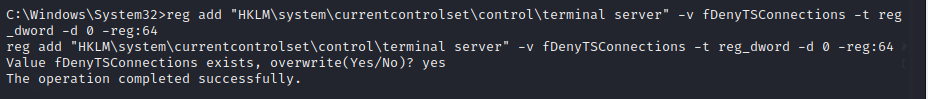 C:\Windows\System32>reg add "HKLM\system\currentcontrolset\control\terminal server" -v fDenyTSConnections -t reg
_dword -d 0 -reg:64
reg add "HKLM\system\currentcontrolset\control\terminal server" -v fDenyTSConnections -t reg_dword -d 0 -reg:64
Value fDenyTSConnections exists, overwrite(Yes/No)? yes
The operation completed successfully.